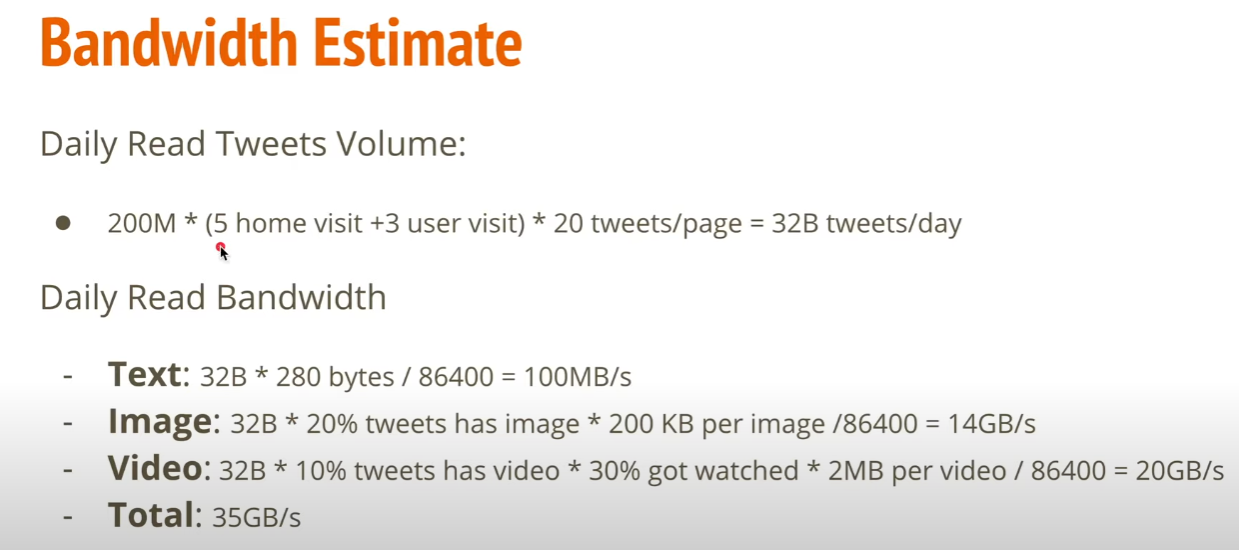 Bandwidth Estimate
Daily Read Tweets Volume:
● 200M * (5 home visit +3 user visit) * 20 tweets/page = 32B tweets/day
Daily Read Bandwidth
- Text: 32B * 280 bytes / 86400 = 100MB/s
- Image: 32B * 20% tweets has image * 200 KB per image /86400 = 14GB/s
- Video: 32B * 10% tweets has video * 30% got watched * 2MB per video / 86400 = 20GB/s
- Total: 35GB/s